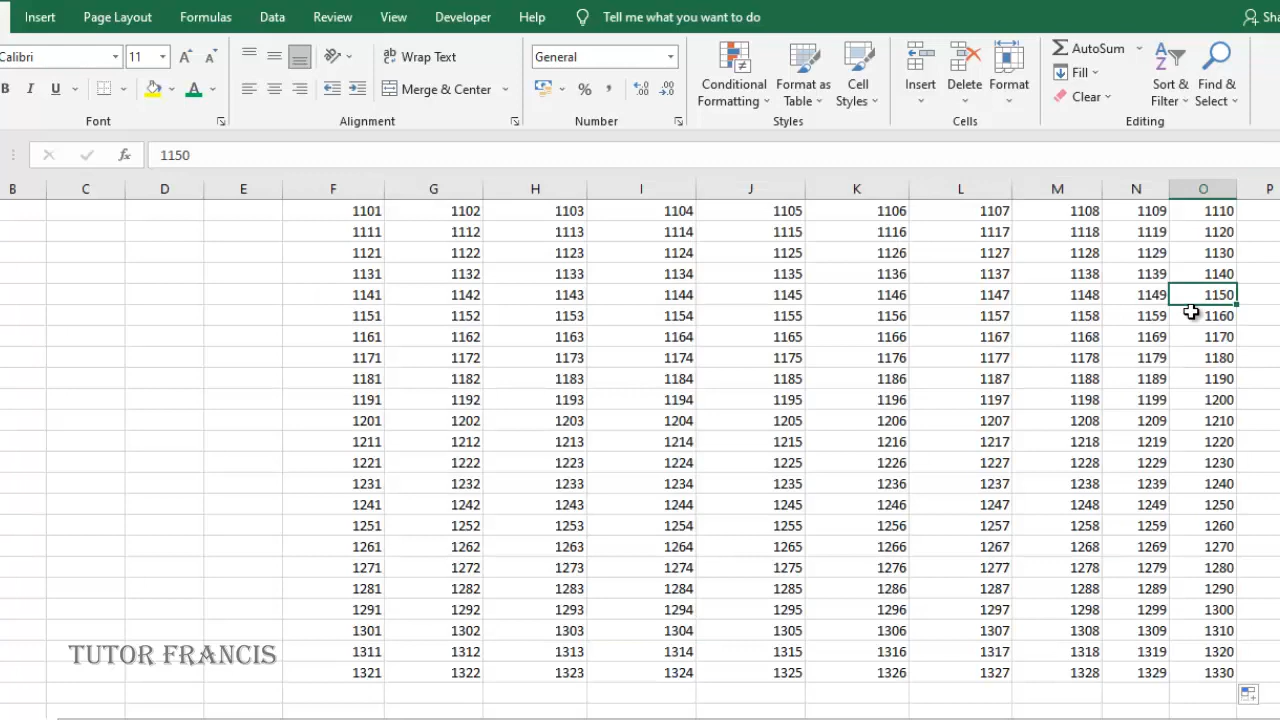 Insert Page Layout Formulas Data Review View Developer Help Tell me what you want to do Sha
Calibri 11 A A ab Wrap Text General Conditional Formatting Format as Table Cell Styles Insert Delete Format AutoSum Fill Clear Sort & Filter Find & Select
B I U A Merge & Center % ,
Font Alignment Number Styles Cells Editing
fx 1150
B C D E F G H I J K L M N O P
1101 1102 1103 1104 1105 1106 1107 1108 1109 1110
1111 1112 1113 1114 1115 1116 1117 1118 1119 1120
1121 1122 1123 1124 1125 1126 1127 1128 1129 1130
1131 1132 1133 1134 1135 1136 1137 1138 1139 1140
1141 1142 1143 1144 1145 1146 1147 1148 1149 1150
1151 1152 1153 1154 1155 1156 1157 1158 1159 1160
1161 1162 1163 1164 1165 1166 1167 1168 1169 1170
1171 1172 1173 1174 1175 1176 1177 1178 1179 1180
1181 1182 1183 1184 1185 1186 1187 1188 1189 1190
1191 1192 1193 1194 1195 1196 1197 1198 1199 1200
1201 1202 1203 1204 1205 1206 1207 1208 1209 1210
1211 1212 1213 1214 1215 1216 1217 1218 1219 1220
1221 1222 1223 1224 1225 1226 1227 1228 1229 1230
1231 1232 1233 1234 1235 1236 1237 1238 1239 1240
1241 1242 1243 1244 1245 1246 1247 1248 1249 1250
1251 1252 1253 1254 1255 1256 1257 1258 1259 1260
1261 1262 1263 1264 1265 1266 1267 1268 1269 1270
1271 1272 1273 1274 1275 1276 1277 1278 1279 1280
1281 1282 1283 1284 1285 1286 1287 1288 1289 1290
1291 1292 1293 1294 1295 1296 1297 1298 1299 1300
1301 1302 1303 1304 1305 1306 1307 1308 1309 1310
1311 1312 1313 1314 1315 1316 1317 1318 1319 1320
1321 1322 1323 1324 1325 1326 1327 1328 1329 1330
TUTOR FRANCIS